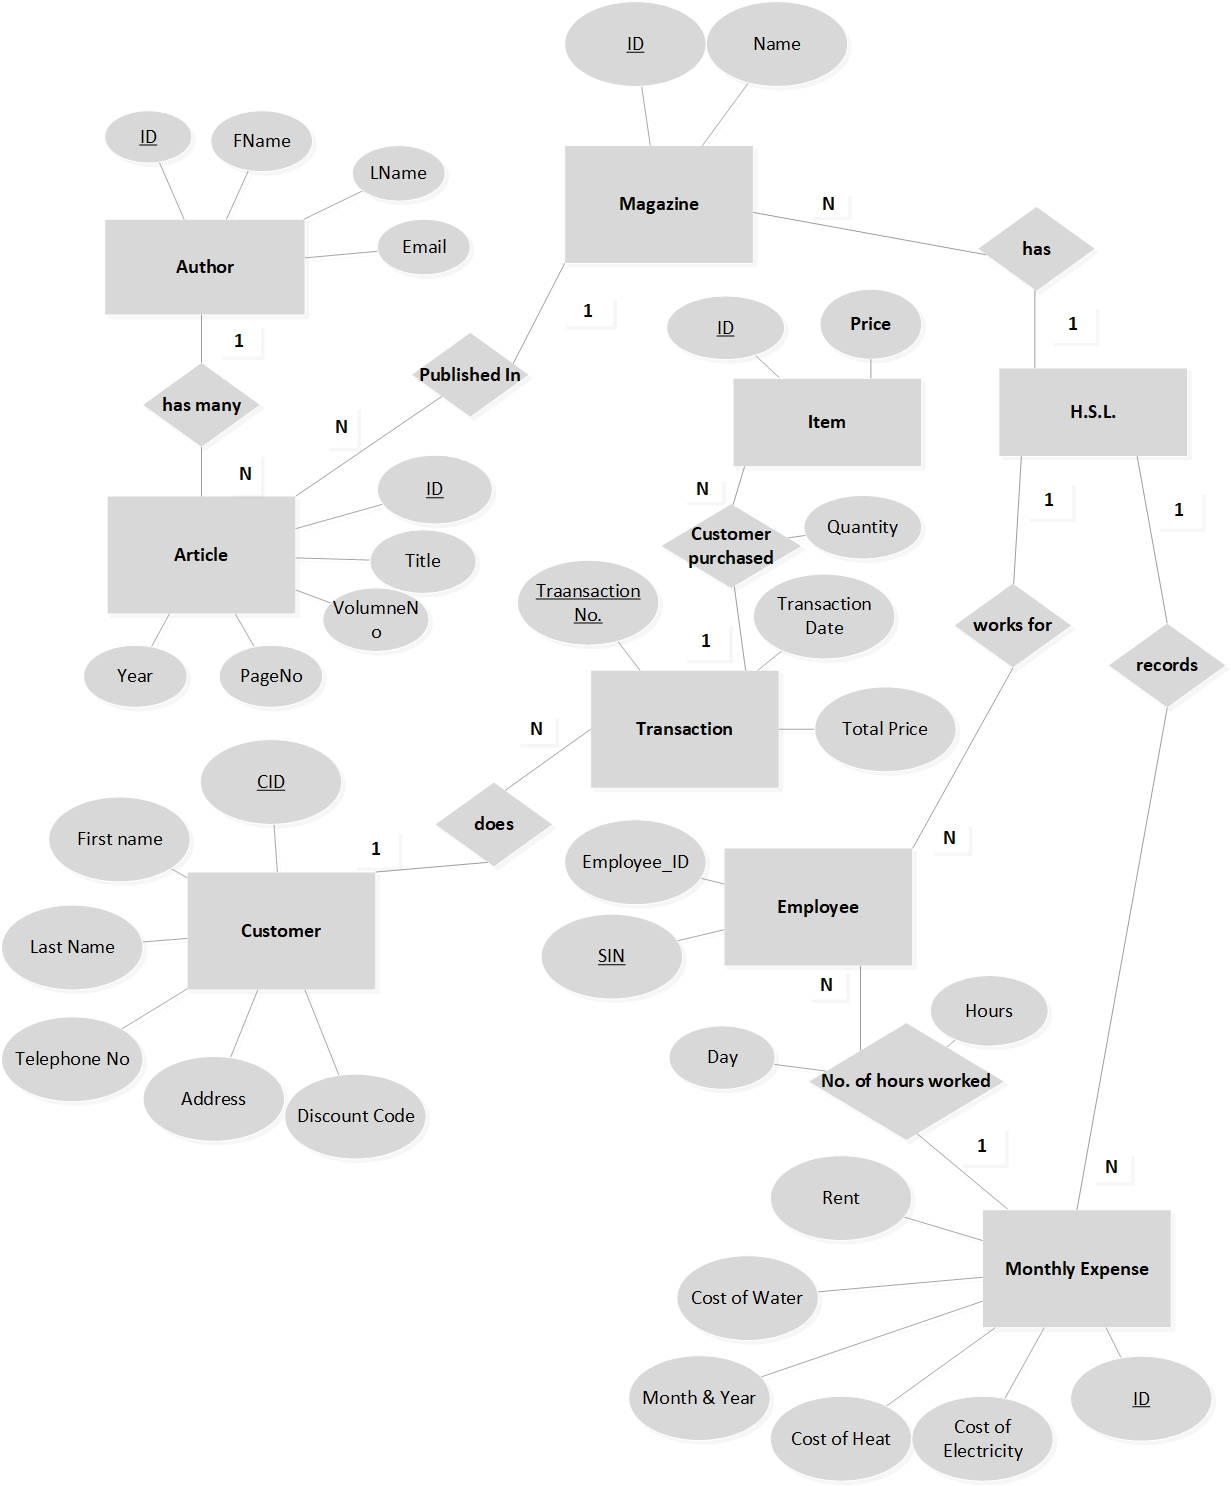 ID
Name
ID
FName
LName
Email
Author
Magazine
N
has
1
1
1
ID
Price
Published In
has many
N
N
Item
H.S.L.
ID
N
1
1
Article
Title
VolumneN
o
Year
PageNo
Customer
purchased
Quantity
Traansaction
No.
Transaction
Date
1
works for
records
N
Transaction
Total Price
CID
First name
1
does
N
Employee_ID
Employee
SIN
Last Name
Customer
N
Telephone No
Address
Discount Code
Day
Hours
No. of hours worked
1
N
Rent
Monthly Expense
Cost of Water
Month & Year
Cost of Heat
Cost of
Electricity
ID